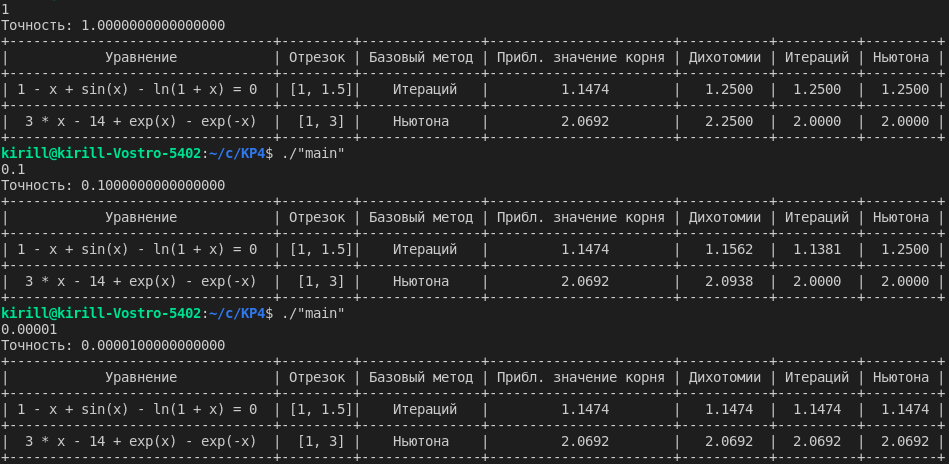 1
Точность: 1.0000000000000000
+---------------------------------+---------+---------------+-----------------------+-----------+----------+---------+
|            Уравнение            | Отрезок | Базовый метод | Прибл. значение корня | Дихотомии | Итераций | Ньютона |
+---------------------------------+---------+---------------+-----------------------+-----------+----------+---------+
| 1 - x + sin(x) - ln(1 + x) = 0  | [1, 1.5]|    Итераций   |         1.1474        |   1.2500  |  1.2500  |  1.2500 |
+---------------------------------+---------+---------------+-----------------------+-----------+----------+---------+
|  3 * x - 14 + exp(x) - exp(-x)  |  [1, 3] |    Ньютона    |         2.0692        |   2.2500  |  2.0000  |  2.0000 |
+---------------------------------+---------+---------------+-----------------------+-----------+----------+---------+
kirill@kirill-Vostro-5402:~/c/KP4$ ./"main"
0.1
Точность: 0.1000000000000000
+---------------------------------+---------+---------------+-----------------------+-----------+----------+---------+
|            Уравнение            | Отрезок | Базовый метод | Прибл. значение корня | Дихотомии | Итераций | Ньютона |
+---------------------------------+---------+---------------+-----------------------+-----------+----------+---------+
| 1 - x + sin(x) - ln(1 + x) = 0  | [1, 1.5]|    Итераций   |         1.1474        |   1.1562  |  1.1381  |  1.2500 |
+---------------------------------+---------+---------------+-----------------------+-----------+----------+---------+
|  3 * x - 14 + exp(x) - exp(-x)  |  [1, 3] |    Ньютона    |         2.0692        |   2.0938  |  2.0000  |  2.0000 |
+---------------------------------+---------+---------------+-----------------------+-----------+----------+---------+
kirill@kirill-Vostro-5402:~/c/KP4$ ./"main"
0.00001
Точность: 0.0000100000000000
+---------------------------------+---------+---------------+-----------------------+-----------+----------+---------+
|            Уравнение            | Отрезок | Базовый метод | Прибл. значение корня | Дихотомии | Итераций | Ньютона |
+---------------------------------+---------+---------------+-----------------------+-----------+----------+---------+
| 1 - x + sin(x) - ln(1 + x) = 0  | [1, 1.5]|    Итераций   |         1.1474        |   1.1474  |  1.1474  |  1.1474 |
+---------------------------------+---------+---------------+-----------------------+-----------+----------+---------+
|  3 * x - 14 + exp(x) - exp(-x)  |  [1, 3] |    Ньютона    |         2.0692        |   2.0692  |  2.0692  |  2.0692 |
+---------------------------------+---------+---------------+-----------------------+-----------+----------+---------+